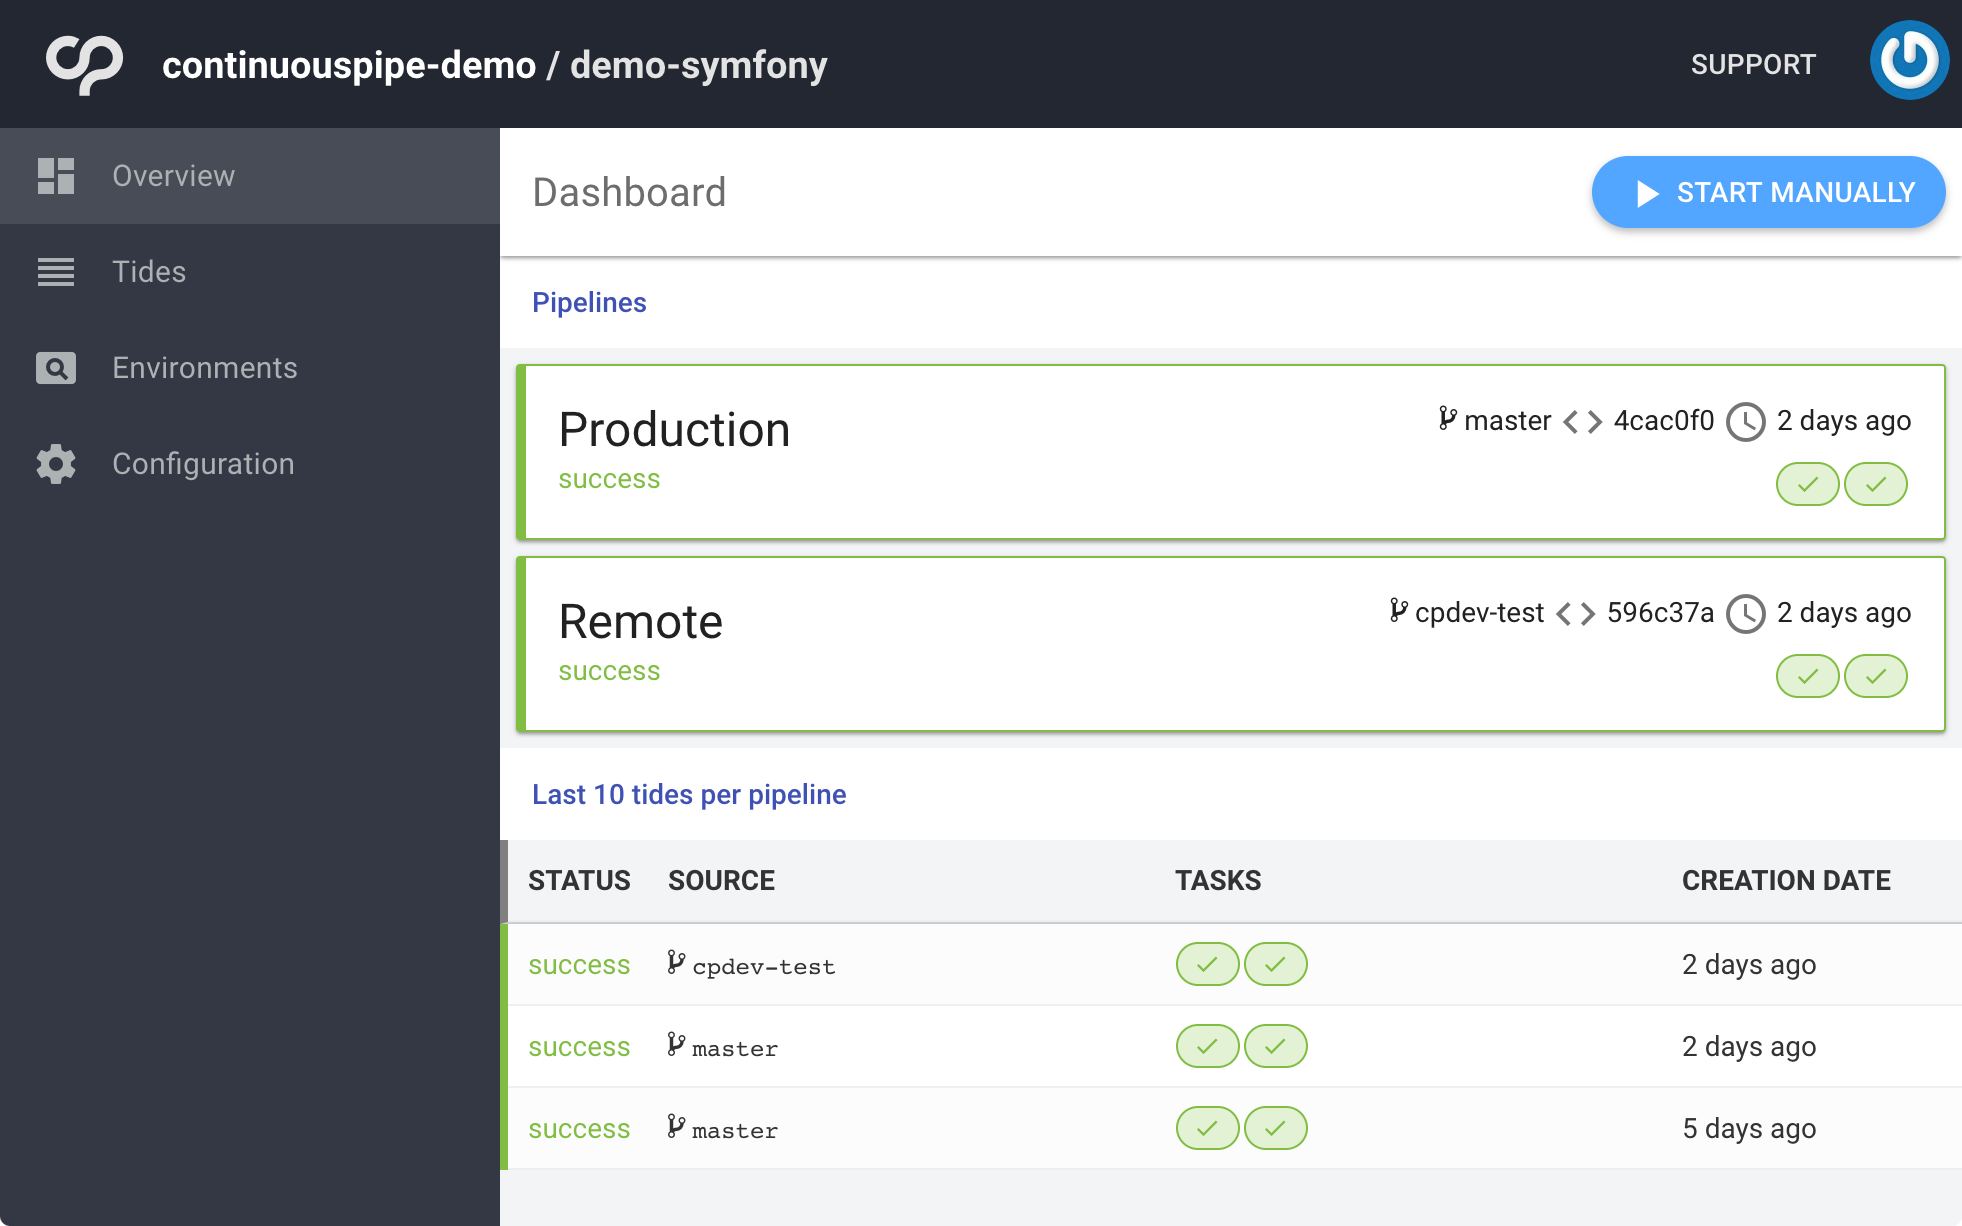 continuouspipe-demo / demo-symfony
SUPPORT
Overview
Tides
Environments
Configuration
Dashboard
START MANUALLY
Pipelines
Production
success
master 4cac0f0 2 days ago
Remote
success
cpdev-test 596c37a 2 days ago
Last 10 tides per pipeline
STATUS SOURCE TASKS CREATION DATE
success cpdev-test 2 days ago
success master 2 days ago
success master 5 days ago